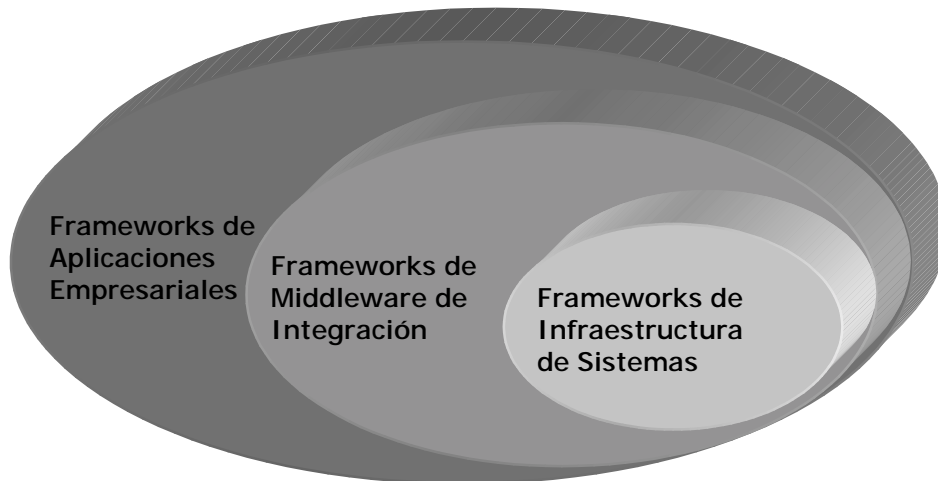 Frameworks de
Aplicaciones
Empresariales
Frameworks de
Middleware de
Integración
Frameworks de
Infraestructura
de Sistemas